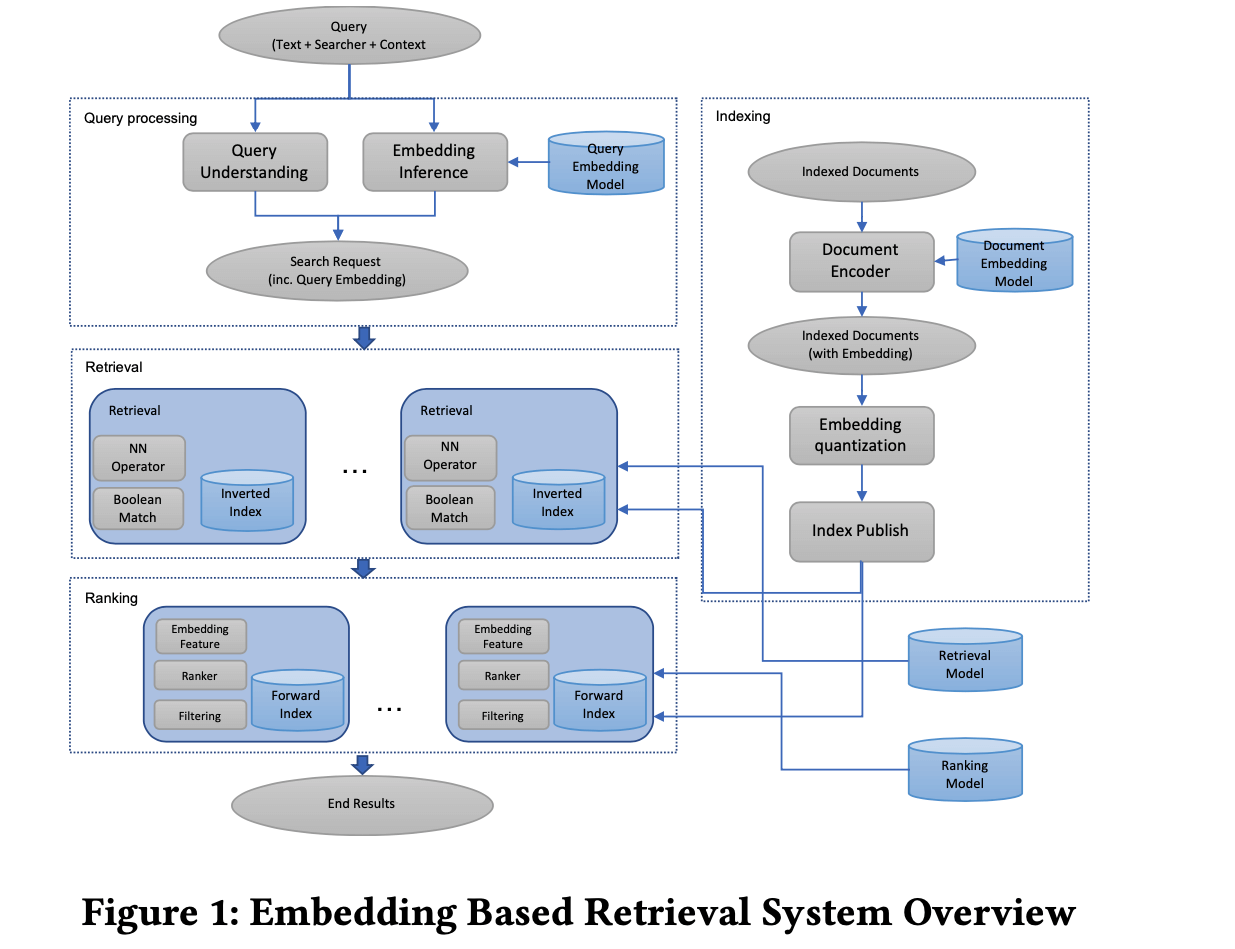 Query
(Text + Searcher + Context
Query processing
Query
Understanding
Embedding
Inference
Query
Embedding
Model
Search Request
(inc. Query Embedding)
Indexing
Indexed Documents
Document
Encoder
Document
Embedding
Model
Indexed Documents
(with Embedding)
Embedding
quantization
Index Publish
Retrieval
Retrieval
NN
Operator
Boolean
Match
Inverted
Index
...
Retrieval
NN
Operator
Boolean
Match
Inverted
Index
Ranking
Embedding
Feature
Ranker
Filtering
Forward
Index
...
Embedding
Feature
Ranker
Filtering
Forward
Index
Retrieval
Model
Ranking
Model
End Results
Figure 1: Embedding Based Retrieval System Overview